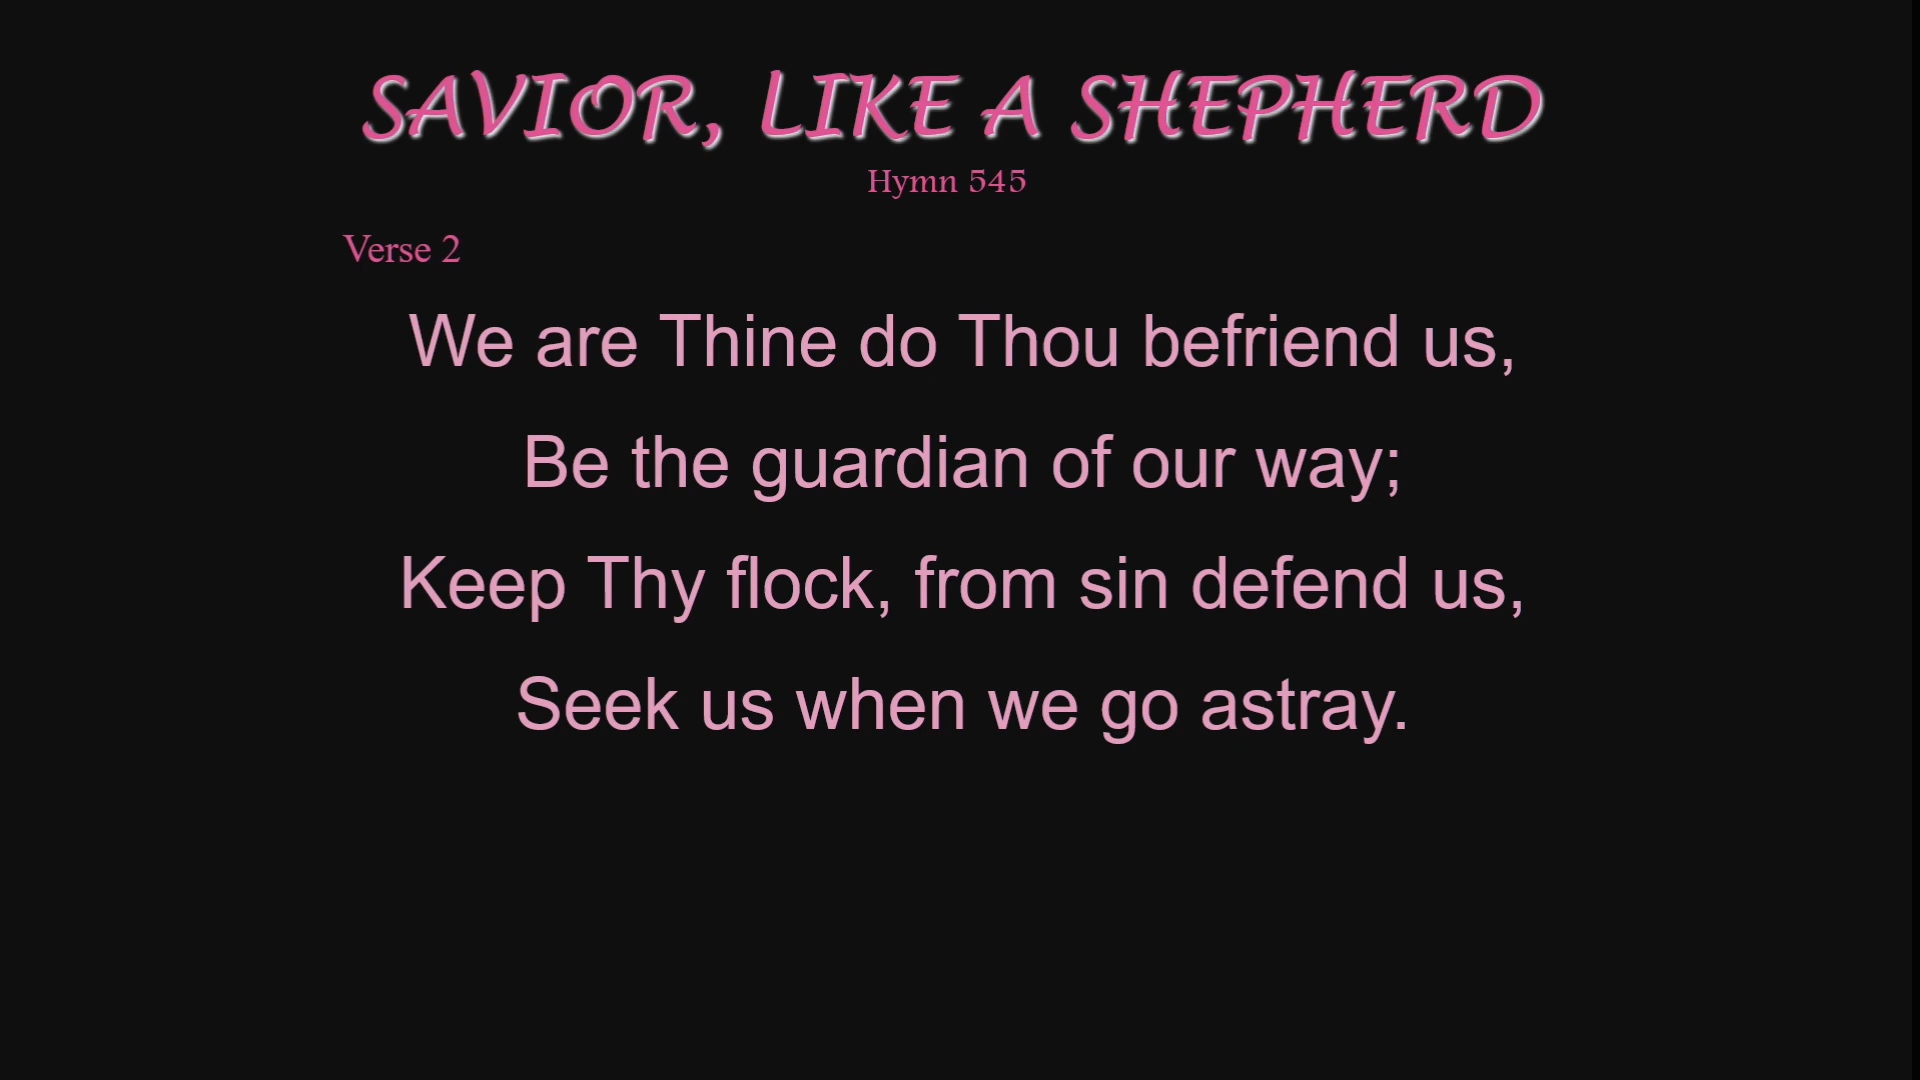 SAVIOR, LIKE A SHEPHERD
Hymn 545
Verse 2
We are Thine do Thou befriend us,
Be the guardian of our way;
Keep Thy flock, from sin defend us,
Seek us when we go astray.